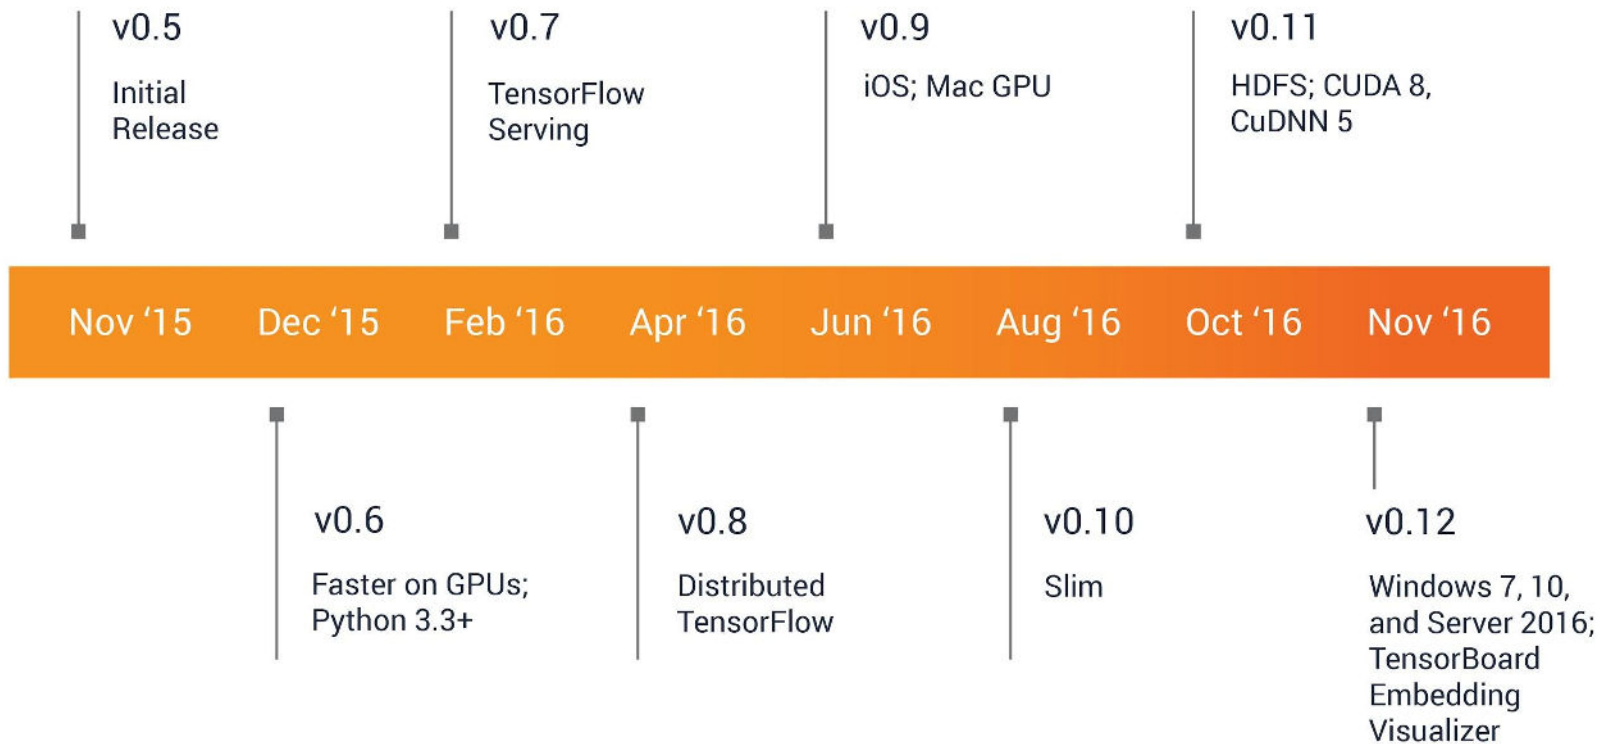 v0.5
Initial
Release
v0.7
TensorFlow
Serving
v0.9
iOS; Mac GPU
v0.11
HDFS; CUDA 8,
CuDNN 5
Nov ‘15
Dec ‘15
Feb ‘16
Apr ‘16
Jun ‘16
Aug ‘16
Oct ‘16
Nov ‘16
v0.6
Faster on GPUs;
Python 3.3+
v0.8
Distributed
TensorFlow
v0.10
Slim
v0.12
Windows 7, 10,
and Server 2016;
TensorBoard
Embedding
Visualizer